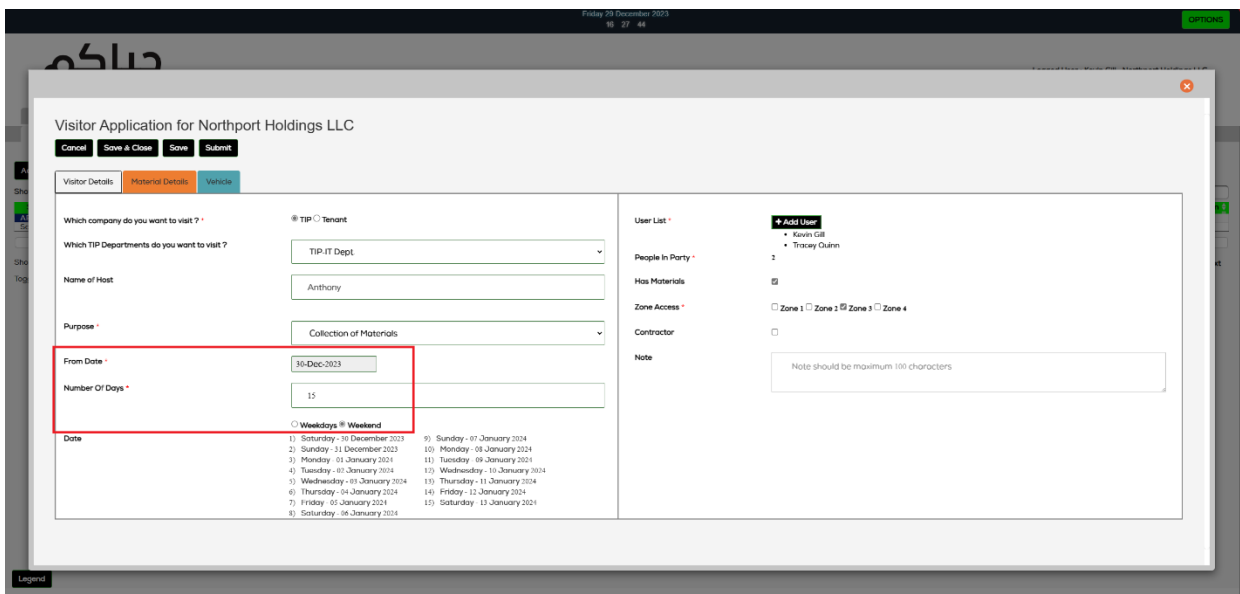 Friday 29 December 2023
16 27 44
OPTIONS
حياكم
Visitor Application for Northport Holdings LLC
Cancel Save & Close Save Submit
Visitor Details Material Details Vehicle
Which company do you want to visit ? * TIP Tenant
Which TIP Departments do you want to visit ? TIP-IT Dept.
Name of Host Anthony
Purpose * Collection of Materials
From Date * 30-Dec-2023
Number Of Days * 15
Weekdays Weekend
Date
1) Saturday - 30 December 2023
2) Sunday - 31 December 2023
3) Monday - 01 January 2024
4) Tuesday - 02 January 2024
5) Wednesday - 03 January 2024
6) Thursday - 04 January 2024
7) Friday - 05 January 2024
8) Saturday - 06 January 2024
9) Sunday - 07 January 2024
10) Monday - 08 January 2024
11) Tuesday - 09 January 2024
12) Wednesday - 10 January 2024
13) Thursday - 11 January 2024
14) Friday - 12 January 2024
15) Saturday - 13 January 2024
User List * + Add User
• Kevin Gill
• Tracey Quinn
People In Party * 2
Has Materials
Zone Access * Zone 1 Zone 2 Zone 3 Zone 4
Contractor
Note Note should be maximum 100 characters
Legend